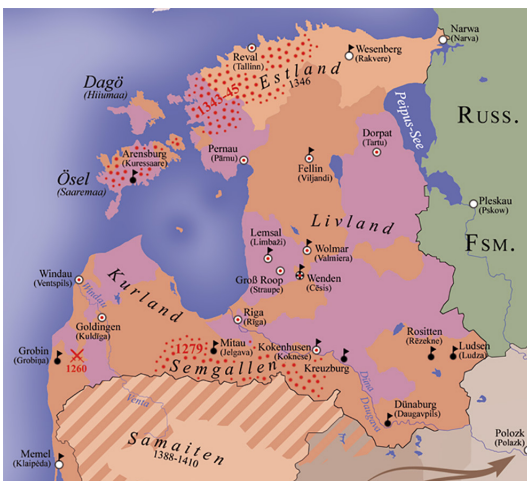 Narwa
(Narva)
Reval
(Tallinn)
Wesenberg
(Rakvere)
Estland
1346
1343-45
Dagö
(Hiiumaa)
Peipus-See
RUSS.
Arensburg
(Kuressaare)
Pernau
(Pärnu)
Dorpat
(Tartu)
Fellin
(Viljandi)
Ösel
(Saaremaa)
Pleskau
(Pskow)
Livland
FSM.
Lemsal
(Limbaži)
Wolmar
(Valmiera)
Groß Roop
(Straupe)
Wenden
(Cēsis)
Windau
(Ventspils)
Windau
Kurland
Goldingen
(Kuldīga)
Riga
(Rīga)
Rositten
(Rēzekne)
Ludsen
(Ludza)
Grobin
(Grobiņa)
1260
1279
Mitau
(Jelgava)
Kokenhusen
(Koknese)
Kreuzburg
Semgallen
Düna
Daugava
Venta
Dünaburg
(Daugavpils)
Samaiten
1388-1410
Polozk
(Polazk)
Memel
(Klaipėda)